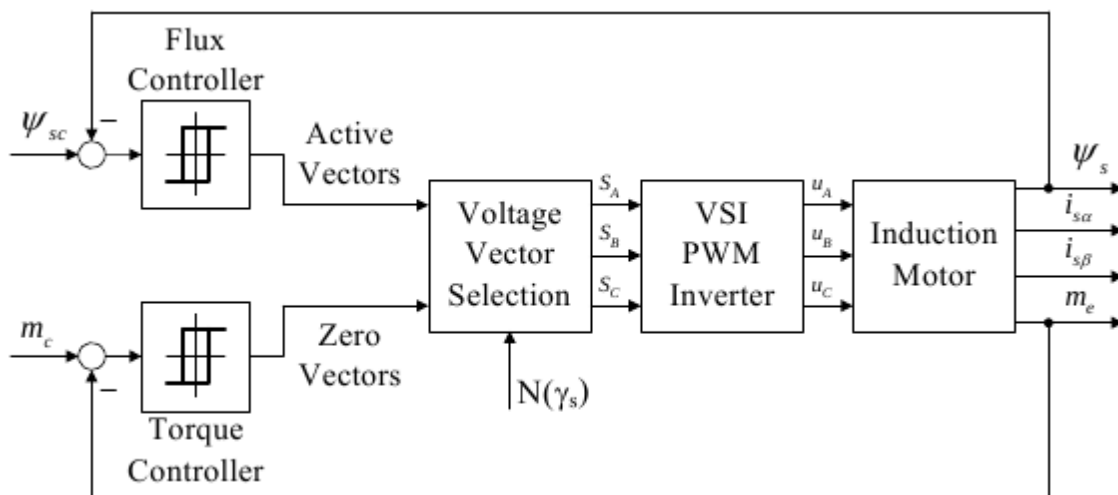 Flux
Controller
−
ψsc
Active
Vectors
Voltage
Vector
Selection
SA
SB
SC
VSI
PWM
Inverter
uA
uB
uC
Induction
Motor
ψs
isα
isβ
me
mc
−
Zero
Vectors
N(γs)
Torque
Controller